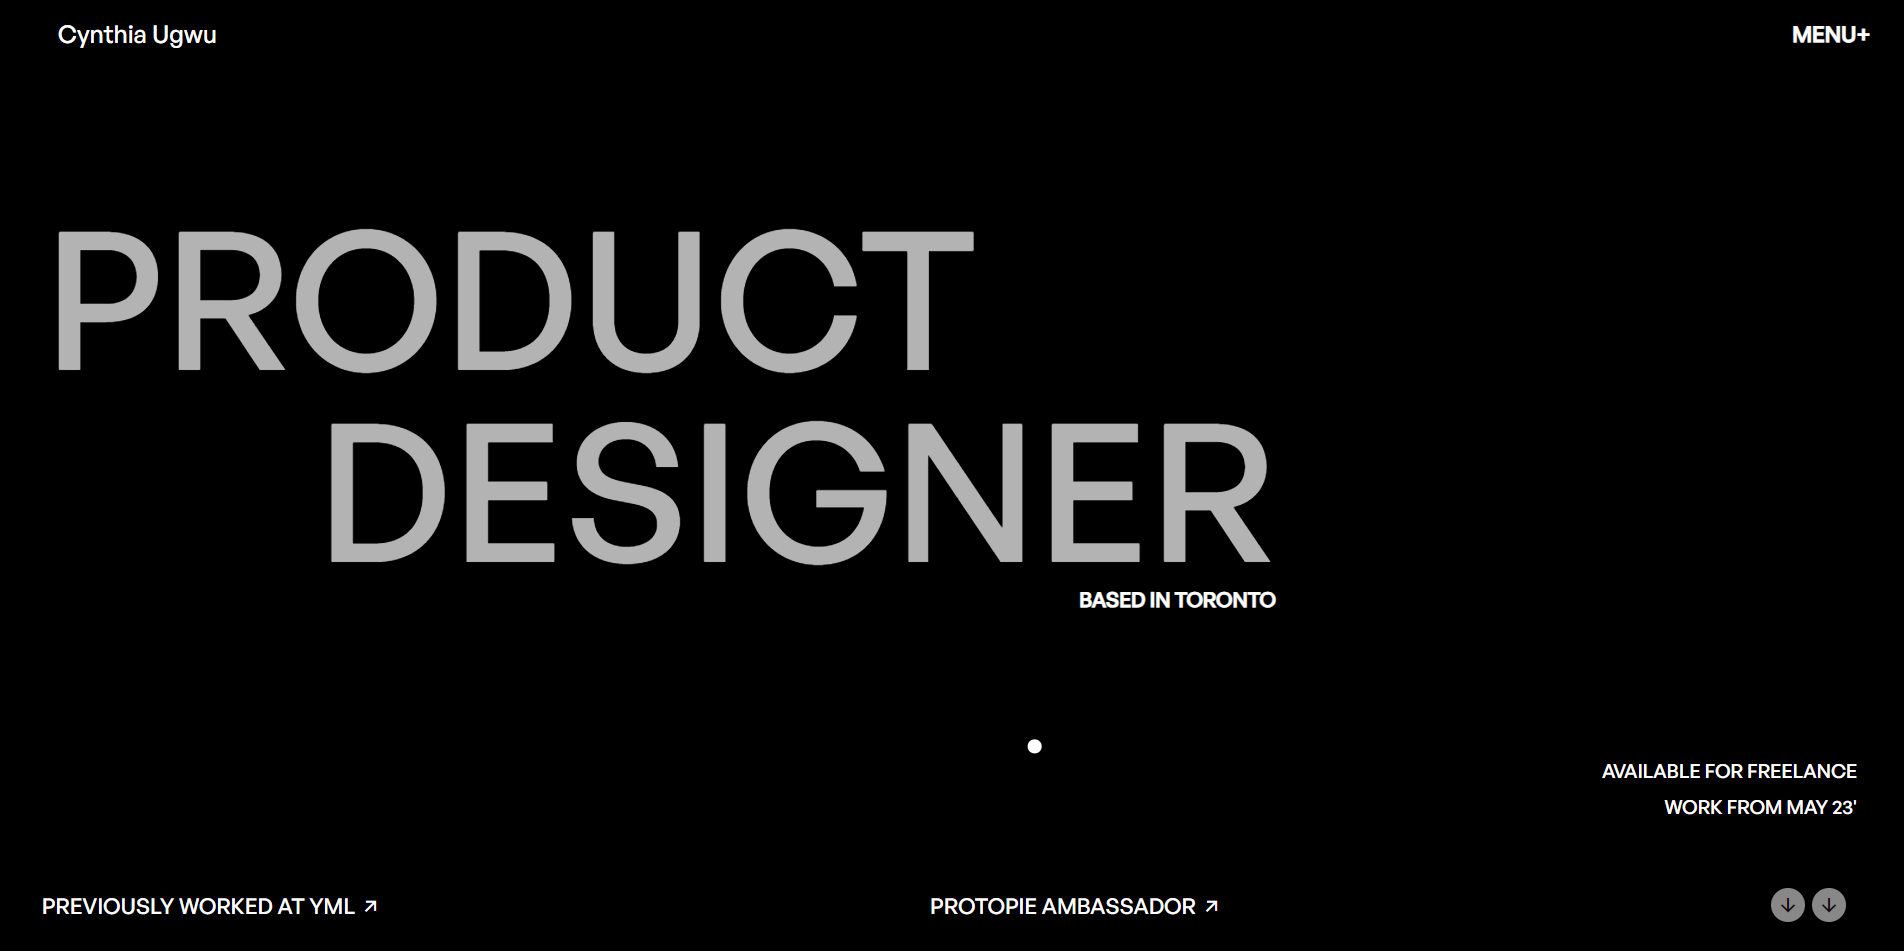 Cynthia Ugwu
MENU+
PRODUCT
DESIGNER
BASED IN TORONTO
AVAILABLE FOR FREELANCE
WORK FROM MAY 23'
PREVIOUSLY WORKED AT YML
PROTOPIE AMBASSADOR